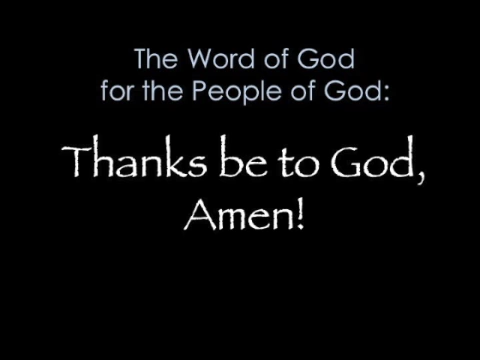 The Word of God
for the People of God:
Thanks be to God,
Amen!